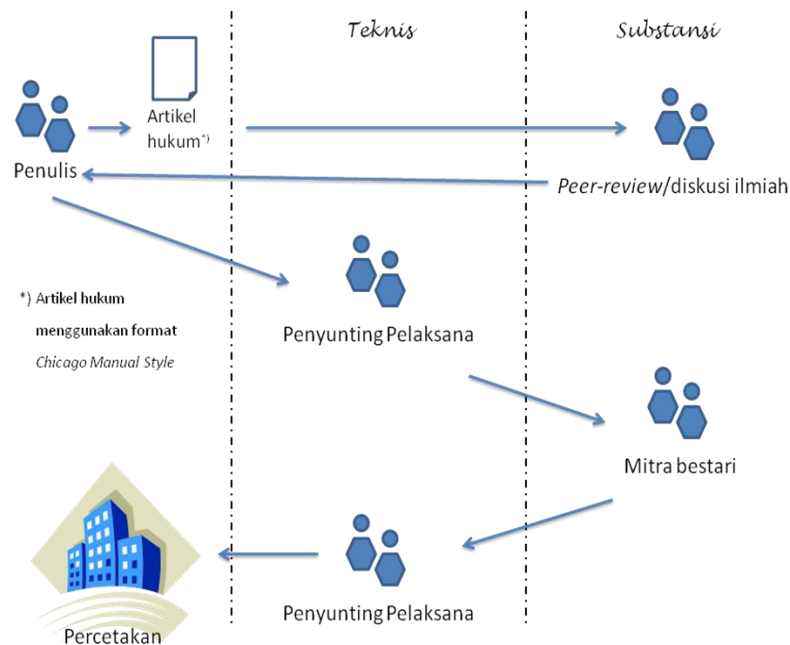 Teknis
Substansi
Artikel
hukum*)
Penulis
Peer-review/diskusi ilmiah
*) Artikel hukum
menggunakan format
Chicago Manual Style
Penyunting Pelaksana
Mitra bestari
Penyunting Pelaksana
Percetakan